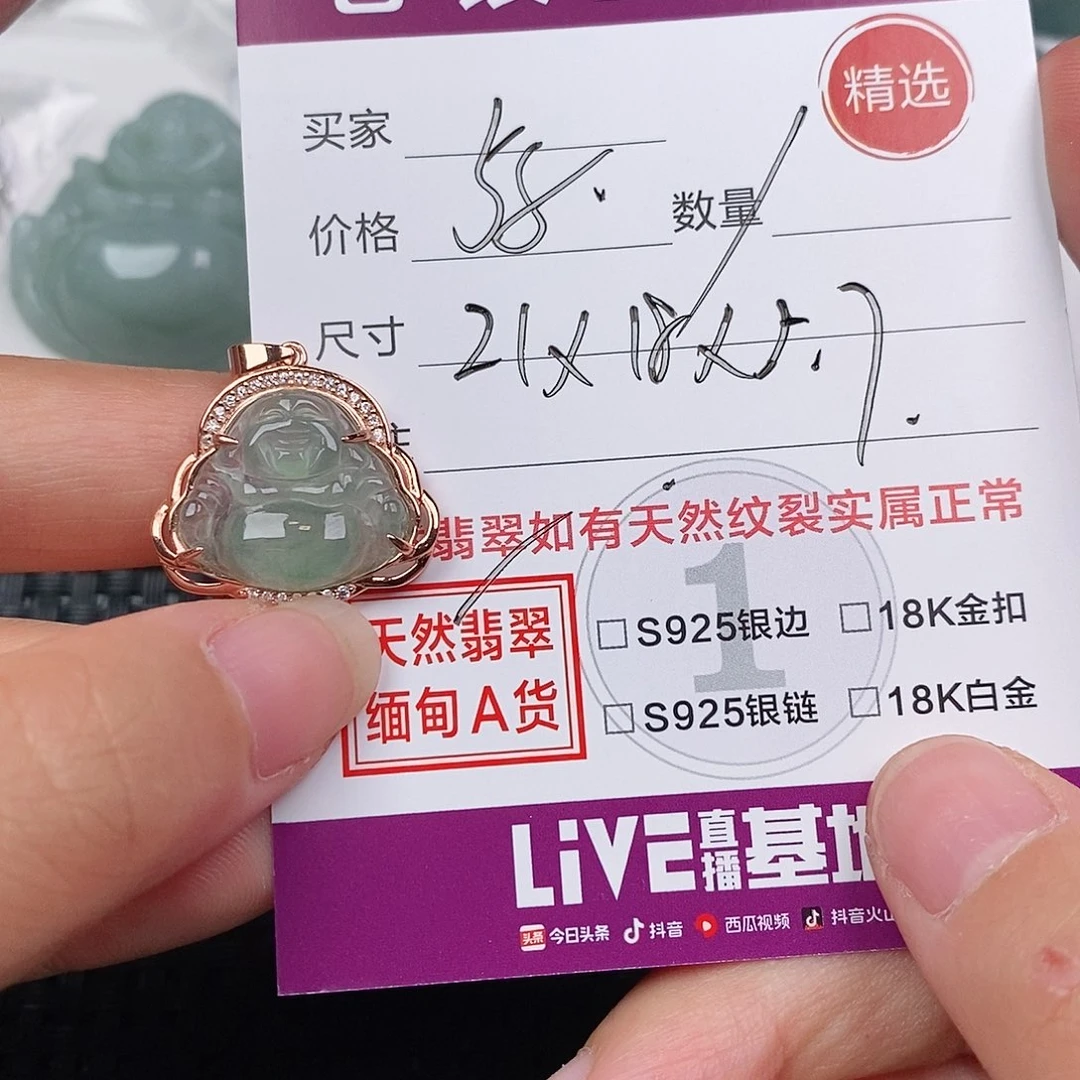 精选
买家
价格 58. 数量
尺寸 21x18x5.7.
翡翠如有天然纹裂实属正常
1
天然翡翠
缅甸A货
□S925银边 □18K金扣
□S925银链 □18K白金
LiVE直播基地
头条 今日头条 抖音 西瓜视频 抖音火山